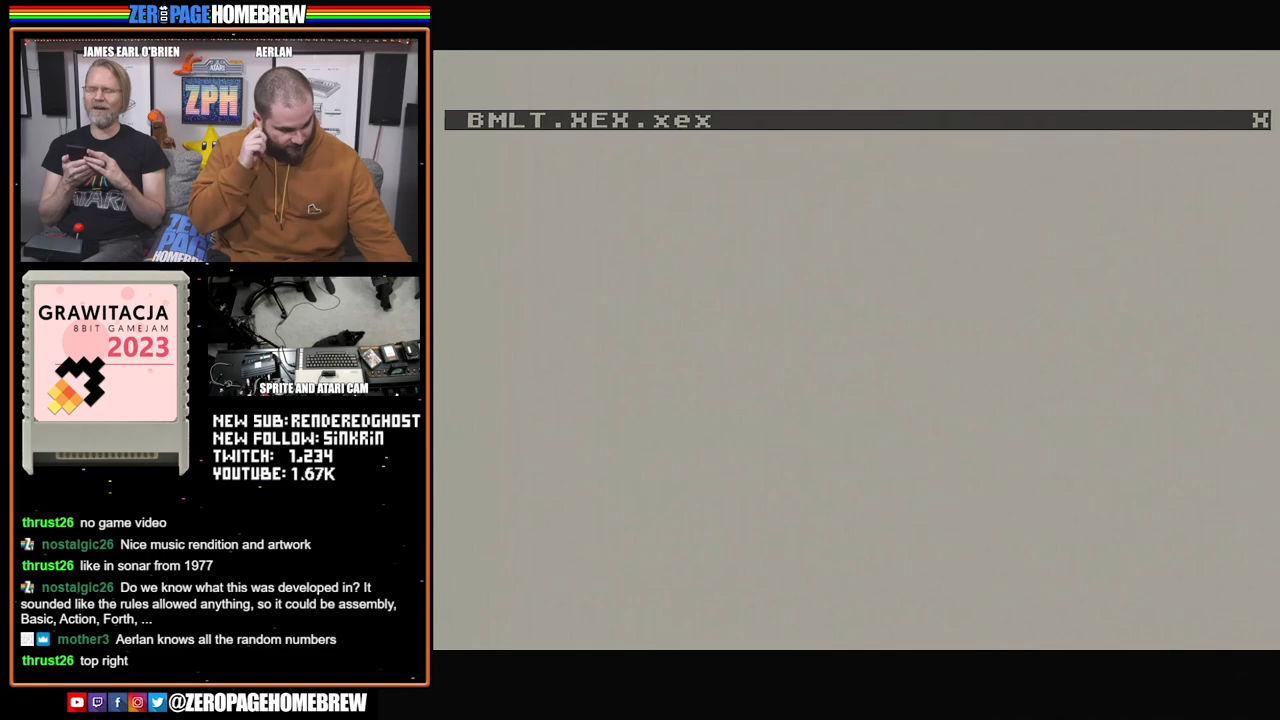 ZEROPAGE HOMEBREW
JAMES EARL O'BRIEN
AERLAN
ATARI
ZPH
ATARI
ZERO
PAGE
HOMEBREW
BMLT.XEX.xex X
GRAWITACJA
8BIT GAMEJAM
2023
SPRITE AND ATARI CAM
NEW SUB: RENDEREDGHOST
NEW FOLLOW: SINKRIN
TWITCH: 1,234
YOUTUBE: 1.67K
thrust26 no game video
nostalgic26 Nice music rendition and artwork
thrust26 like in sonar from 1977
nostalgic26 Do we know what this was developed in? It
sounded like the rules allowed anything, so it could be assembly,
Basic, Action, Forth, ...
mother3 Aerlan knows all the random numbers
thrust26 top right
@ZEROPAGEHOMEBREW